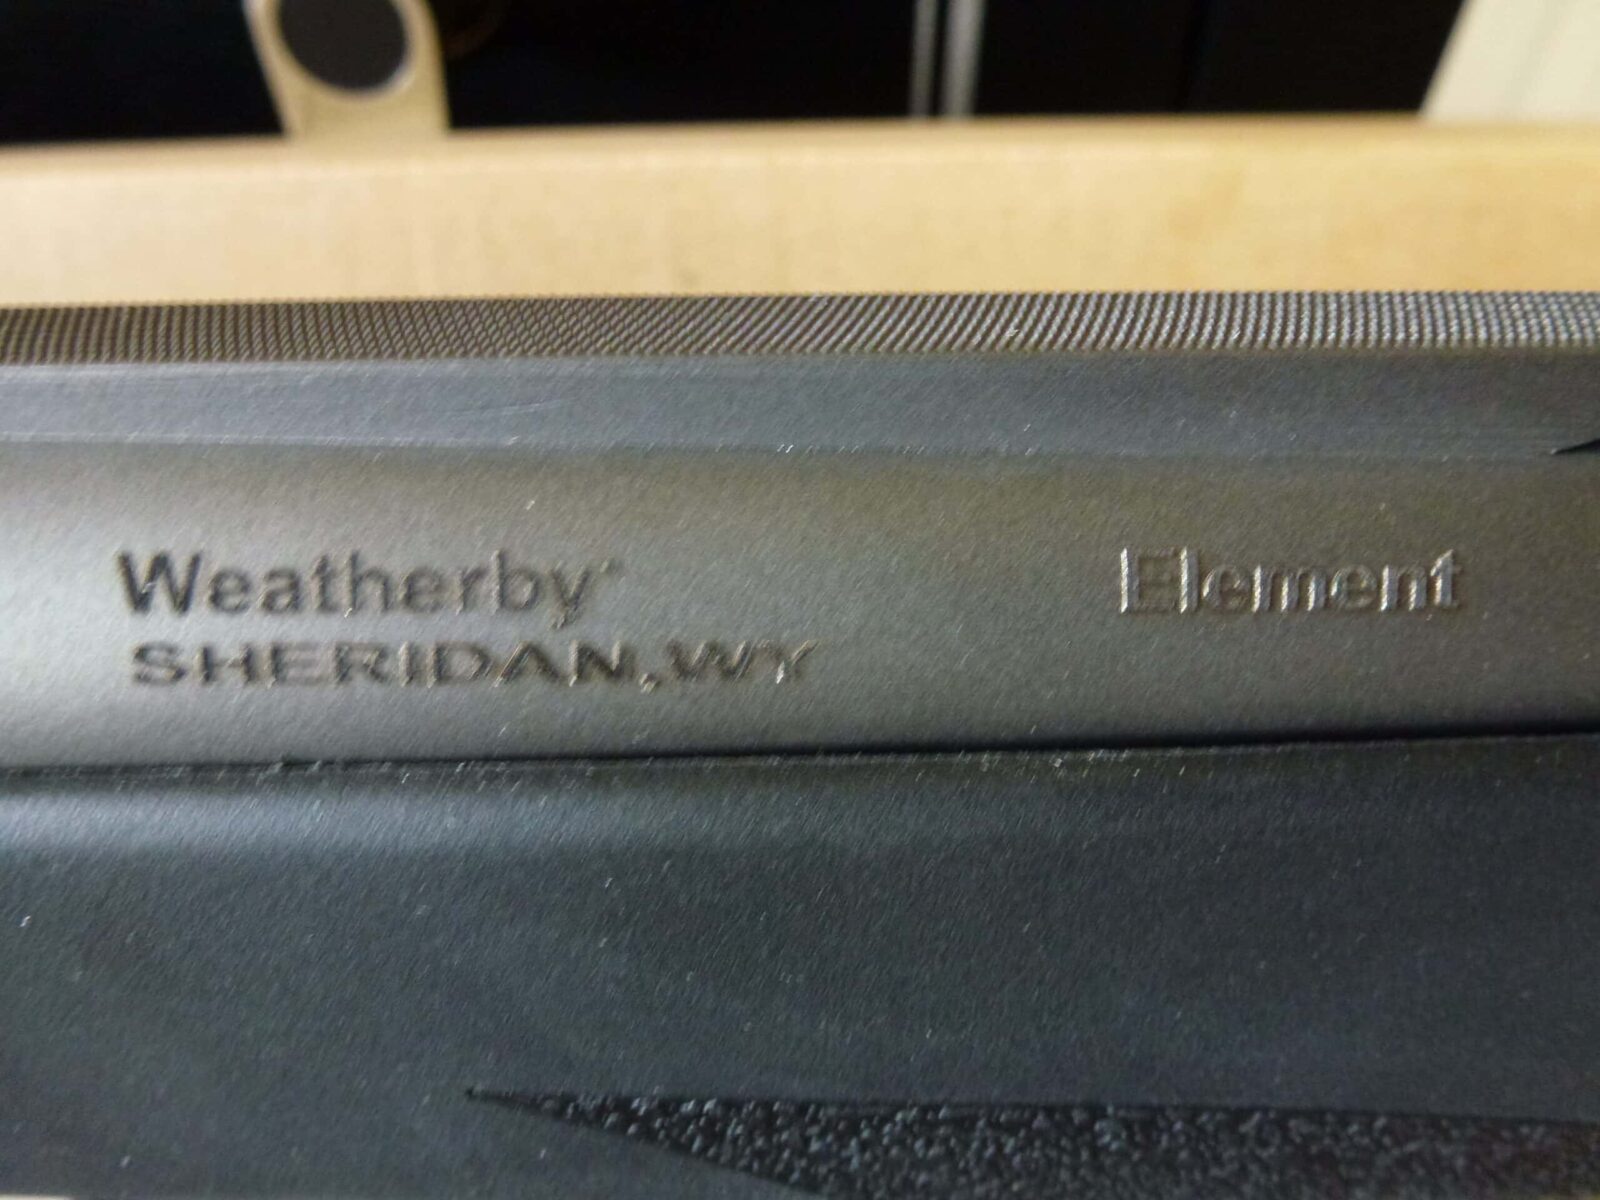 Weatherby
SHERIDAN, WY
Element